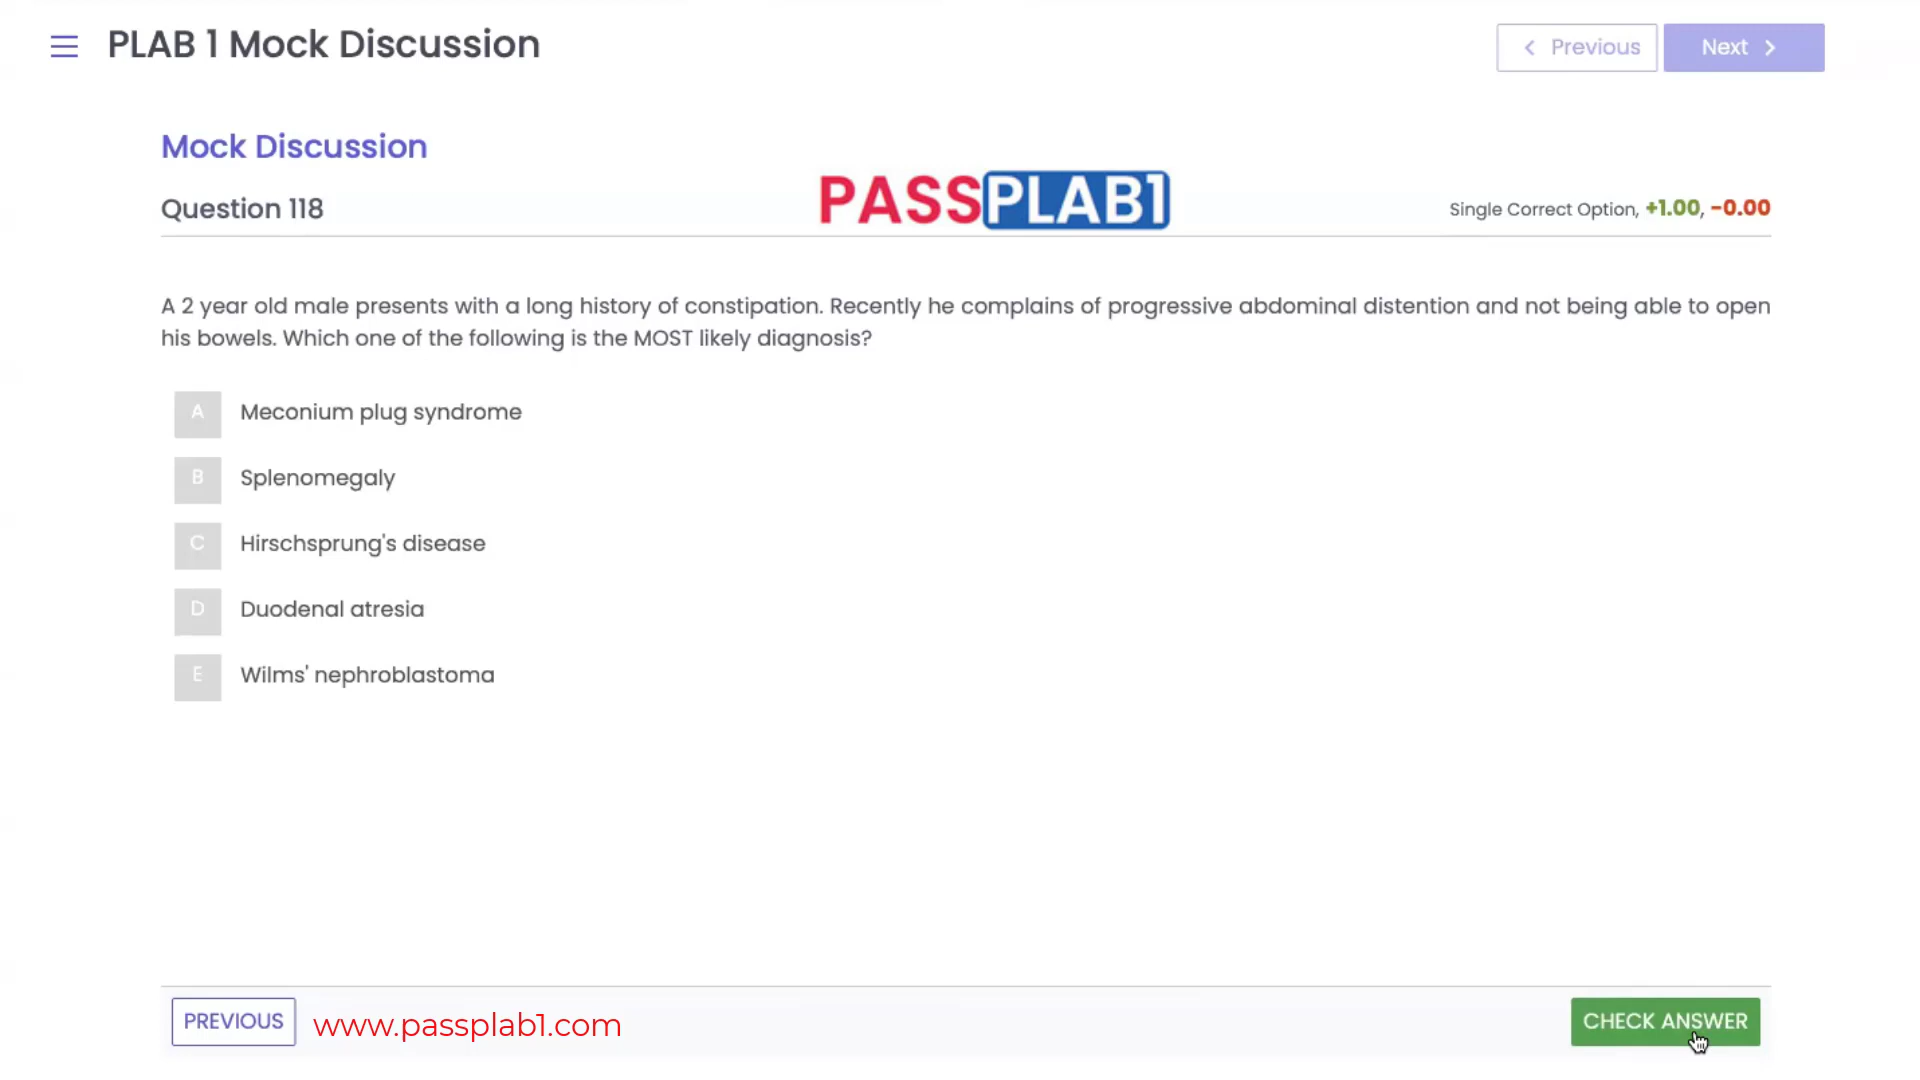 PLAB 1 Mock Discussion
Previous
Next
Mock Discussion
Question 118
PASSPLAB1
Single Correct Option, +1.00, -0.00
A 2 year old male presents with a long history of constipation. Recently he complains of progressive abdominal distention and not being able to open
his bowels. Which one of the following is the MOST likely diagnosis?
A Meconium plug syndrome
B Splenomegaly
C Hirschsprung's disease
D Duodenal atresia
E Wilms' nephroblastoma
PREVIOUS
www.passplab1.com
CHECK ANSWER